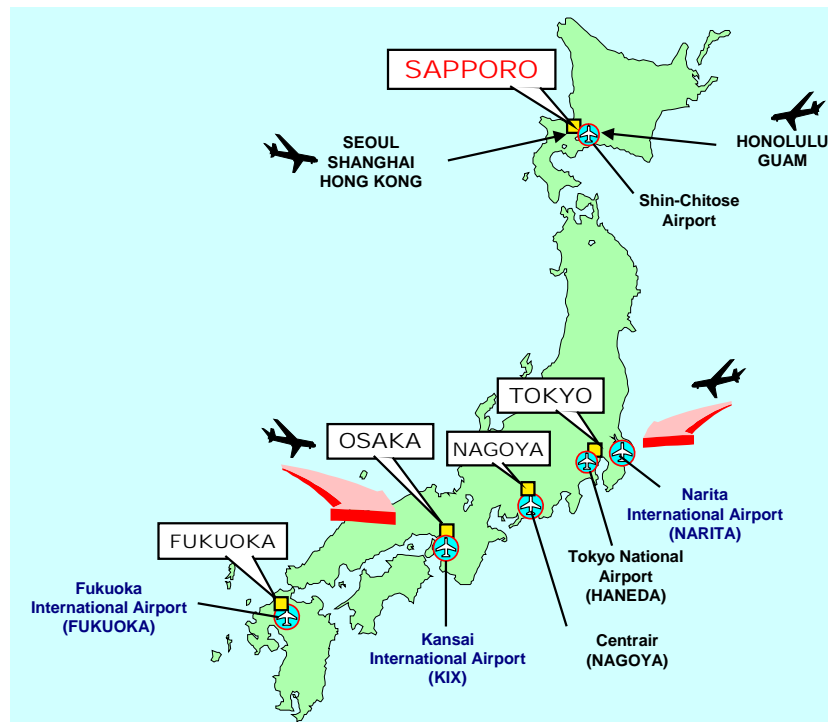 SAPPORO
SEOUL
SHANGHAI
HONG KONG
HONOLULU
GUAM
Shin-Chitose
Airport
TOKYO
OSAKA
NAGOYA
Narita
International Airport
(NARITA)
FUKUOKA
Tokyo National
Airport
(HANEDA)
Fukuoka
International Airport
(FUKUOKA)
Kansai
International Airport
(KIX)
Centrair
(NAGOYA)